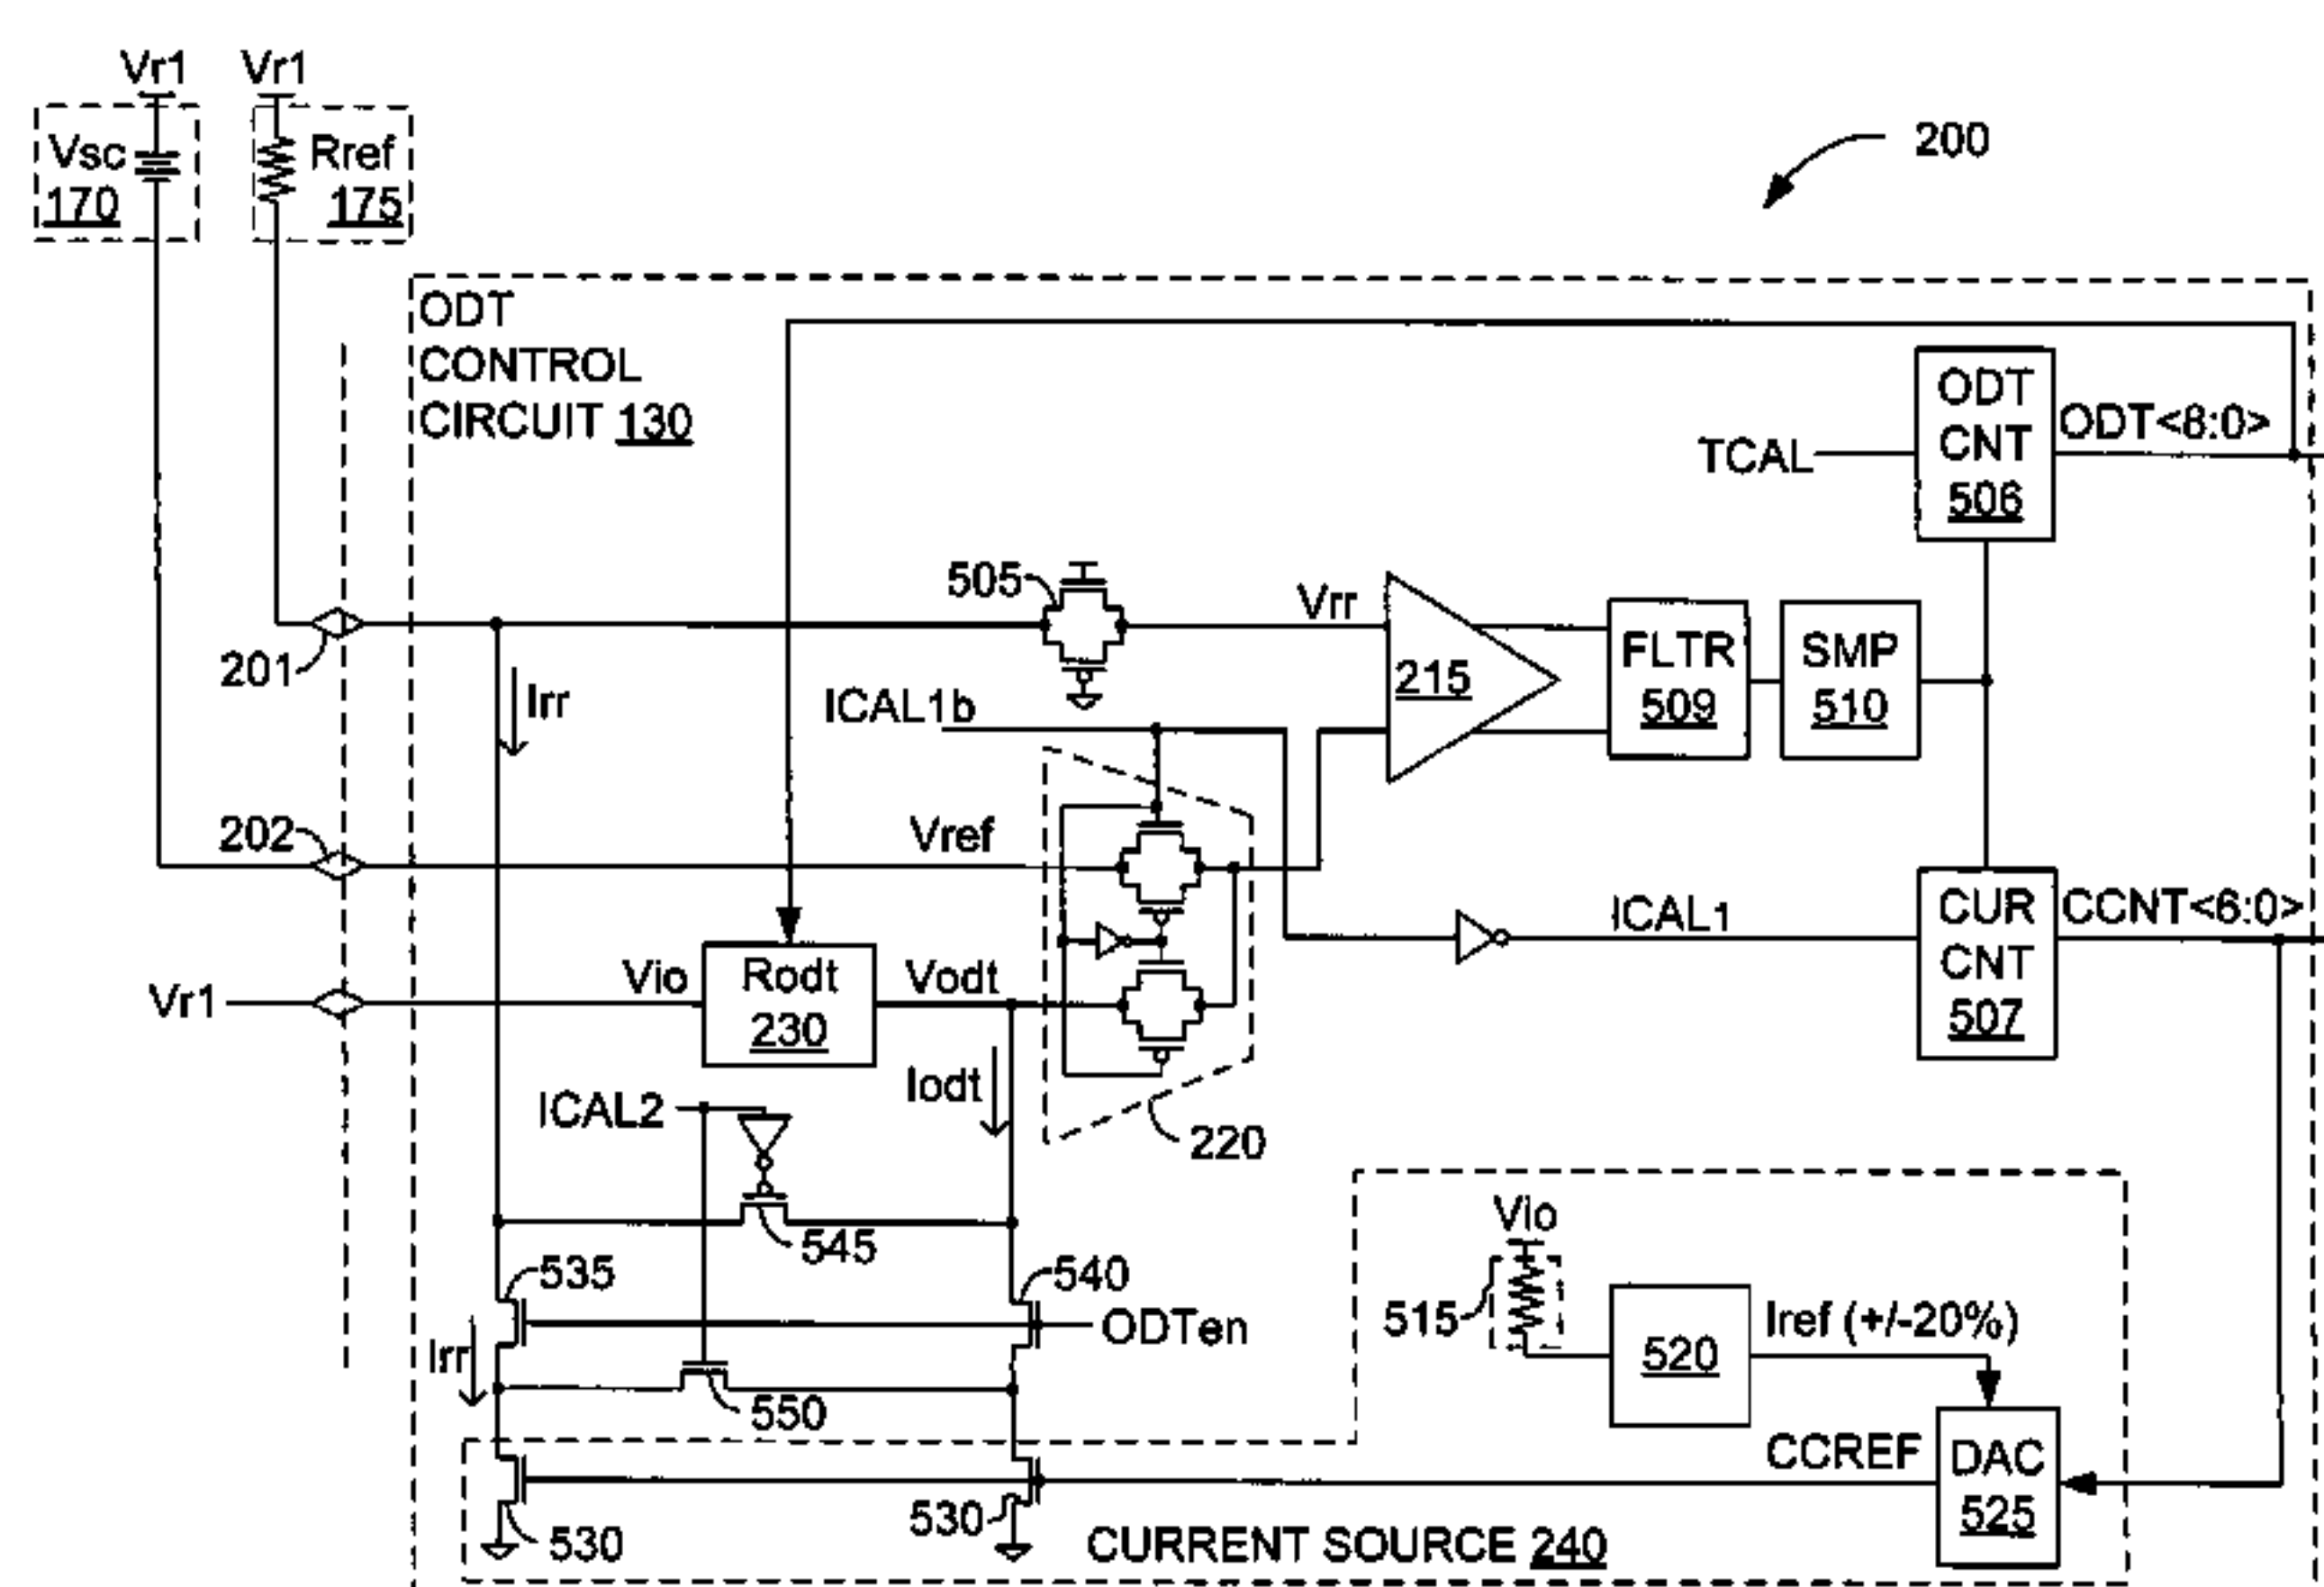 Vr1
Vr1
Vsc
170
Rref
175
200
ODT
CONTROL
CIRCUIT 130
ODT
CNT
506
ODT<8:0>
TCAL
505
Vrr
201
Irr
215
FLTR
509
SMP
510
ICAL1b
202
Vref
ICAL1
CUR
CNT
507
CCNT<6:0>
Vr1
Vio
Rodt
230
Vodt
Iodt
ICAL2
220
545
Vio
535
540
515
ODTen
520
Iref (+/-20%)
Irr
550
CCREF
DAC
525
530
530
CURRENT SOURCE 240